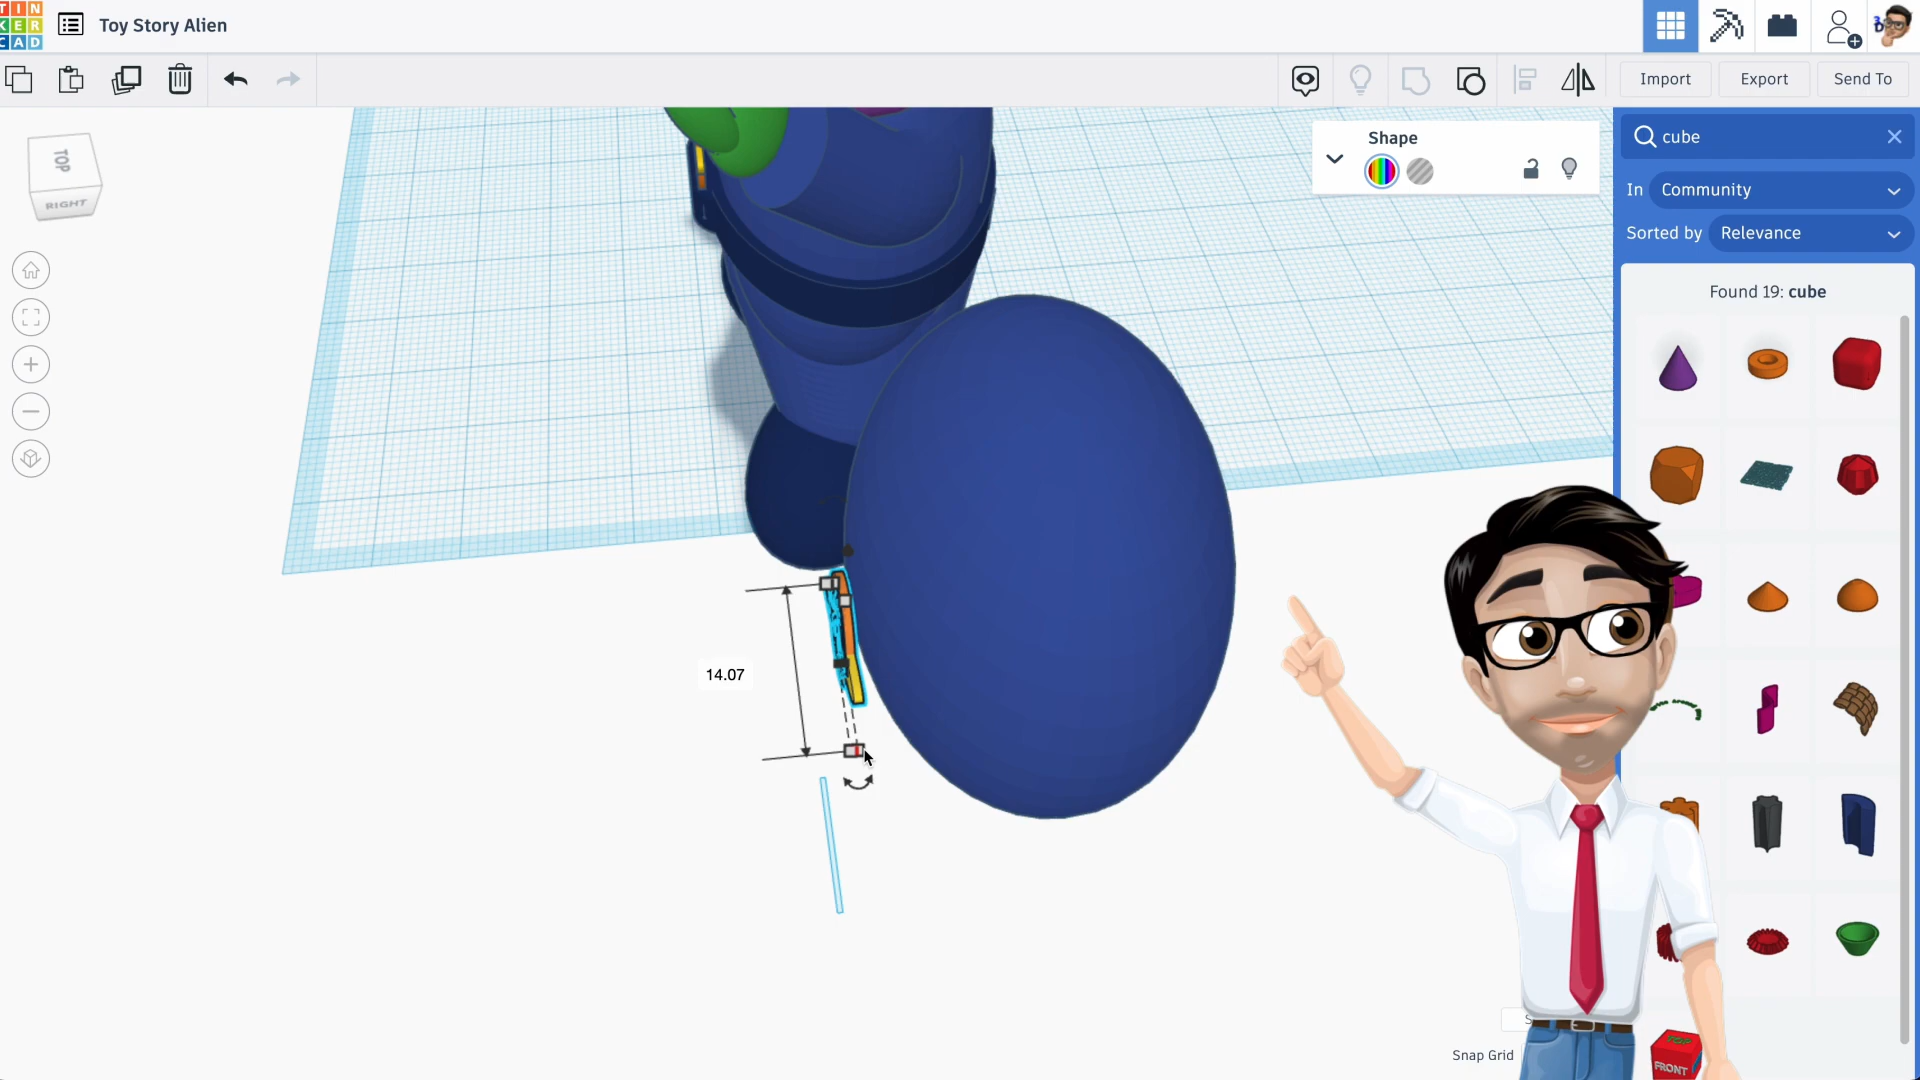 TIN
KER
CAD
Toy Story Alien
Import
Export
Send To
TOP
RIGHT
Shape
cube
In
Community
Sorted by
Relevance
Found 19: cube
14.07
Snap Grid
TOP
FRONT